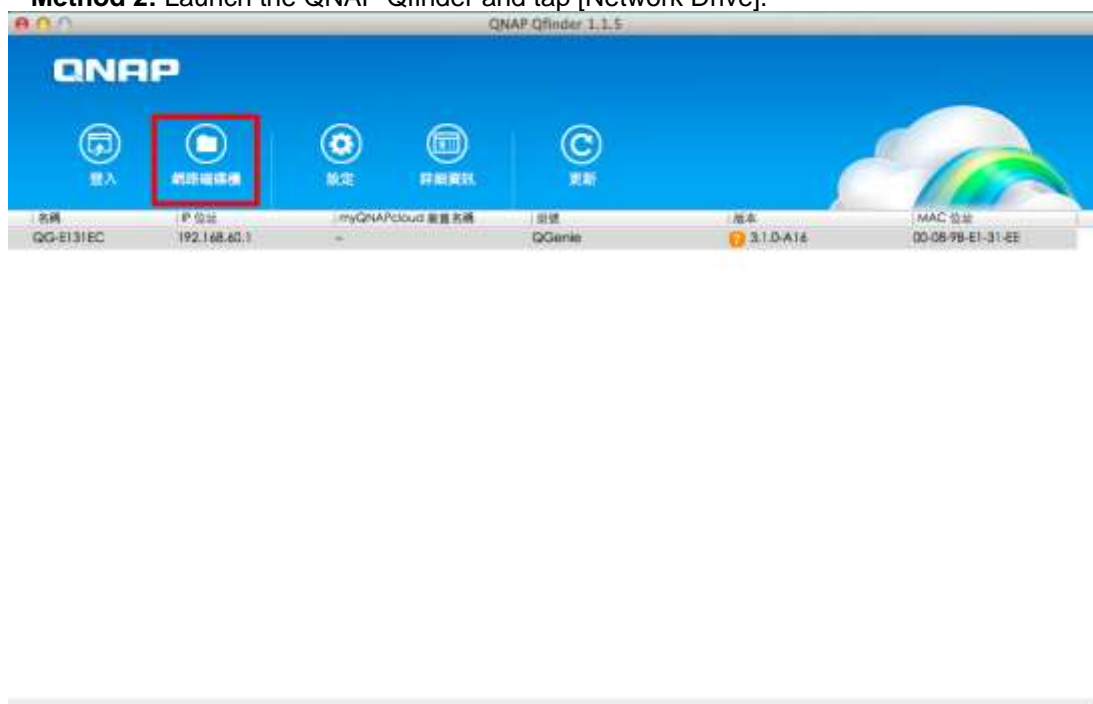 Method 2: Launch the QNAP Qfinder and tap [Network Drive].
QNAP Qfinder 1.1.5
QNAP
登入 網路磁碟機 設定 詳細資訊 更新
名稱 IP 位址 myQNAPcloud 裝置名稱 型號 版本 MAC 位址
QG-E131EC 192.168.60.1 -- QGenie 3.1.0-A16 00-08-9B-E1-31-EE